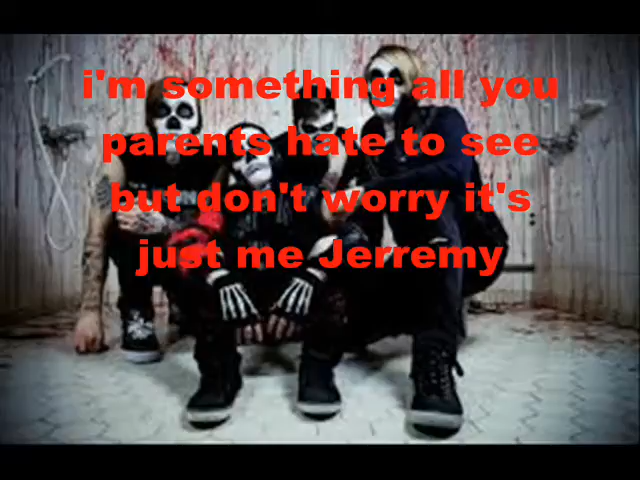 i'm something all you
parents hate to see
but don't worry it's
just me Jerremy